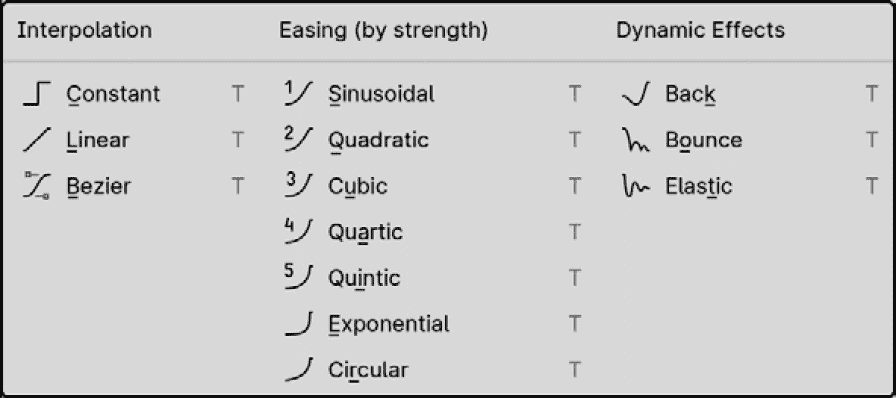 Interpolation Easing (by strength) Dynamic Effects
Constant T 1 Sinusoidal T Back T
Linear T 2 Quadratic T Bounce T
Bezier T 3 Cubic T Elastic T
4 Quartic T
5 Quintic T
Exponential T
Circular T